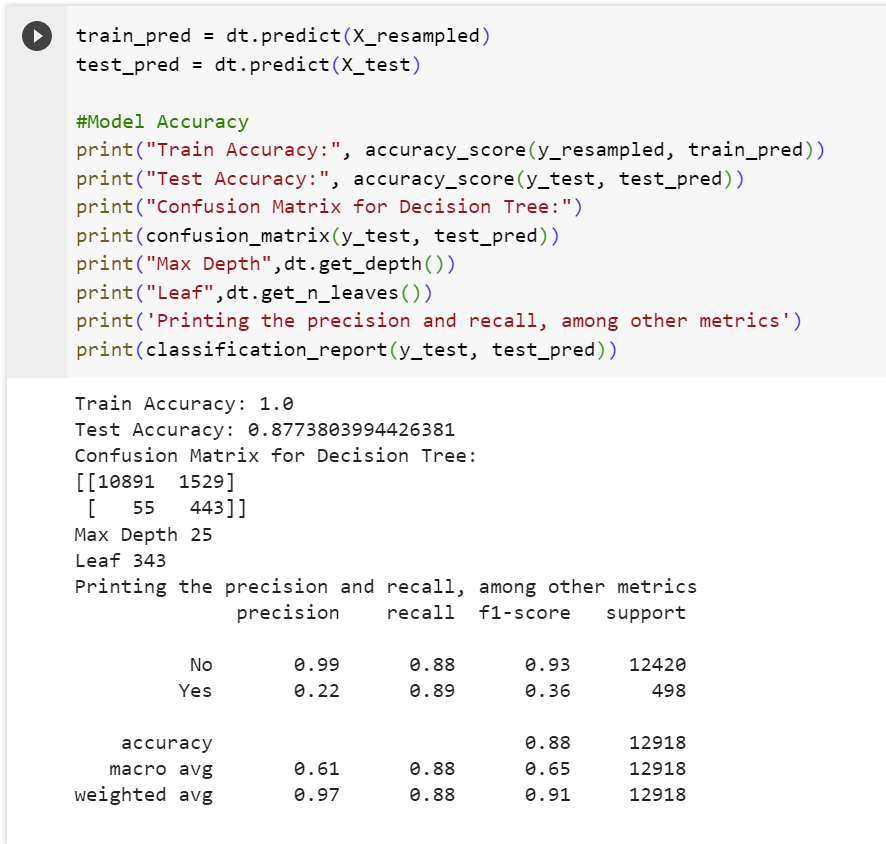 train_pred = dt.predict(X_resampled)
test_pred = dt.predict(X_test)
#Model Accuracy
print("Train Accuracy:", accuracy_score(y_resampled, train_pred))
print("Test Accuracy:", accuracy_score(y_test, test_pred))
print("Confusion Matrix for Decision Tree:")
print(confusion_matrix(y_test, test_pred))
print("Max Depth",dt.get_depth())
print("Leaf",dt.get_n_leaves())
print('Printing the precision and recall, among other metrics')
print(classification_report(y_test, test_pred))
Train Accuracy: 1.0
Test Accuracy: 0.8773803994426381
Confusion Matrix for Decision Tree:
[[10891  1529]
 [   55   443]]
Max Depth 25
Leaf 343
Printing the precision and recall, among other metrics
              precision    recall  f1-score   support
          No       0.99      0.88      0.93     12420
         Yes       0.22      0.89      0.36       498
    accuracy                           0.88     12918
   macro avg       0.61      0.88      0.65     12918
weighted avg       0.97      0.88      0.91     12918